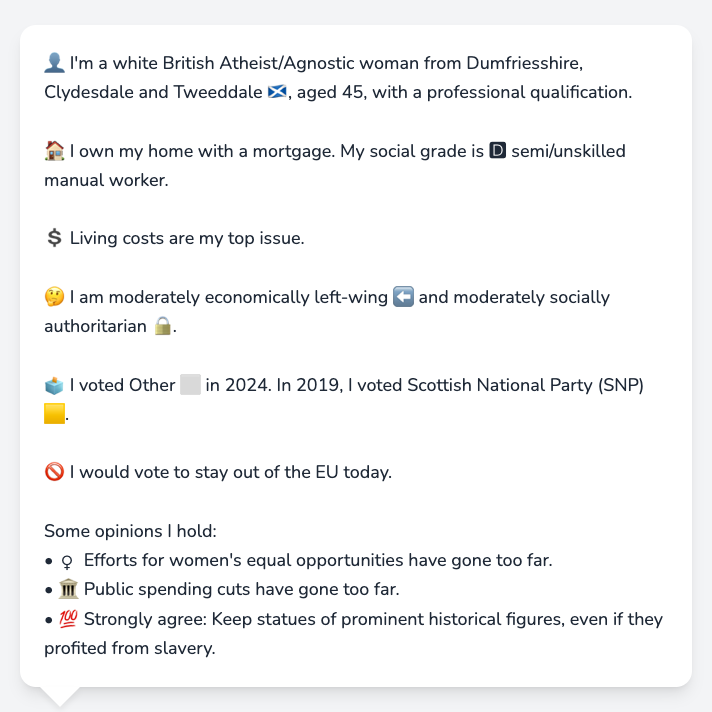 👤 I'm a white British Atheist/Agnostic woman from Dumfriesshire,
Clydesdale and Tweeddale 🏴󠁧󠁢󠁳󠁣󠁴󠁿, aged 45, with a professional qualification.
🏠 I own my home with a mortgage. My social grade is 🅳 semi/unskilled
manual worker.
💲 Living costs are my top issue.
🤔 I am moderately economically left-wing ⬅️ and moderately socially
authoritarian 🔒.
🗳️ I voted Other ⬜ in 2024. In 2019, I voted Scottish National Party (SNP)
🟨.
🚫 I would vote to stay out of the EU today.
Some opinions I hold:
• ♀ Efforts for women's equal opportunities have gone too far.
• 🏛️ Public spending cuts have gone too far.
• 💯 Strongly agree: Keep statues of prominent historical figures, even if they
profited from slavery.